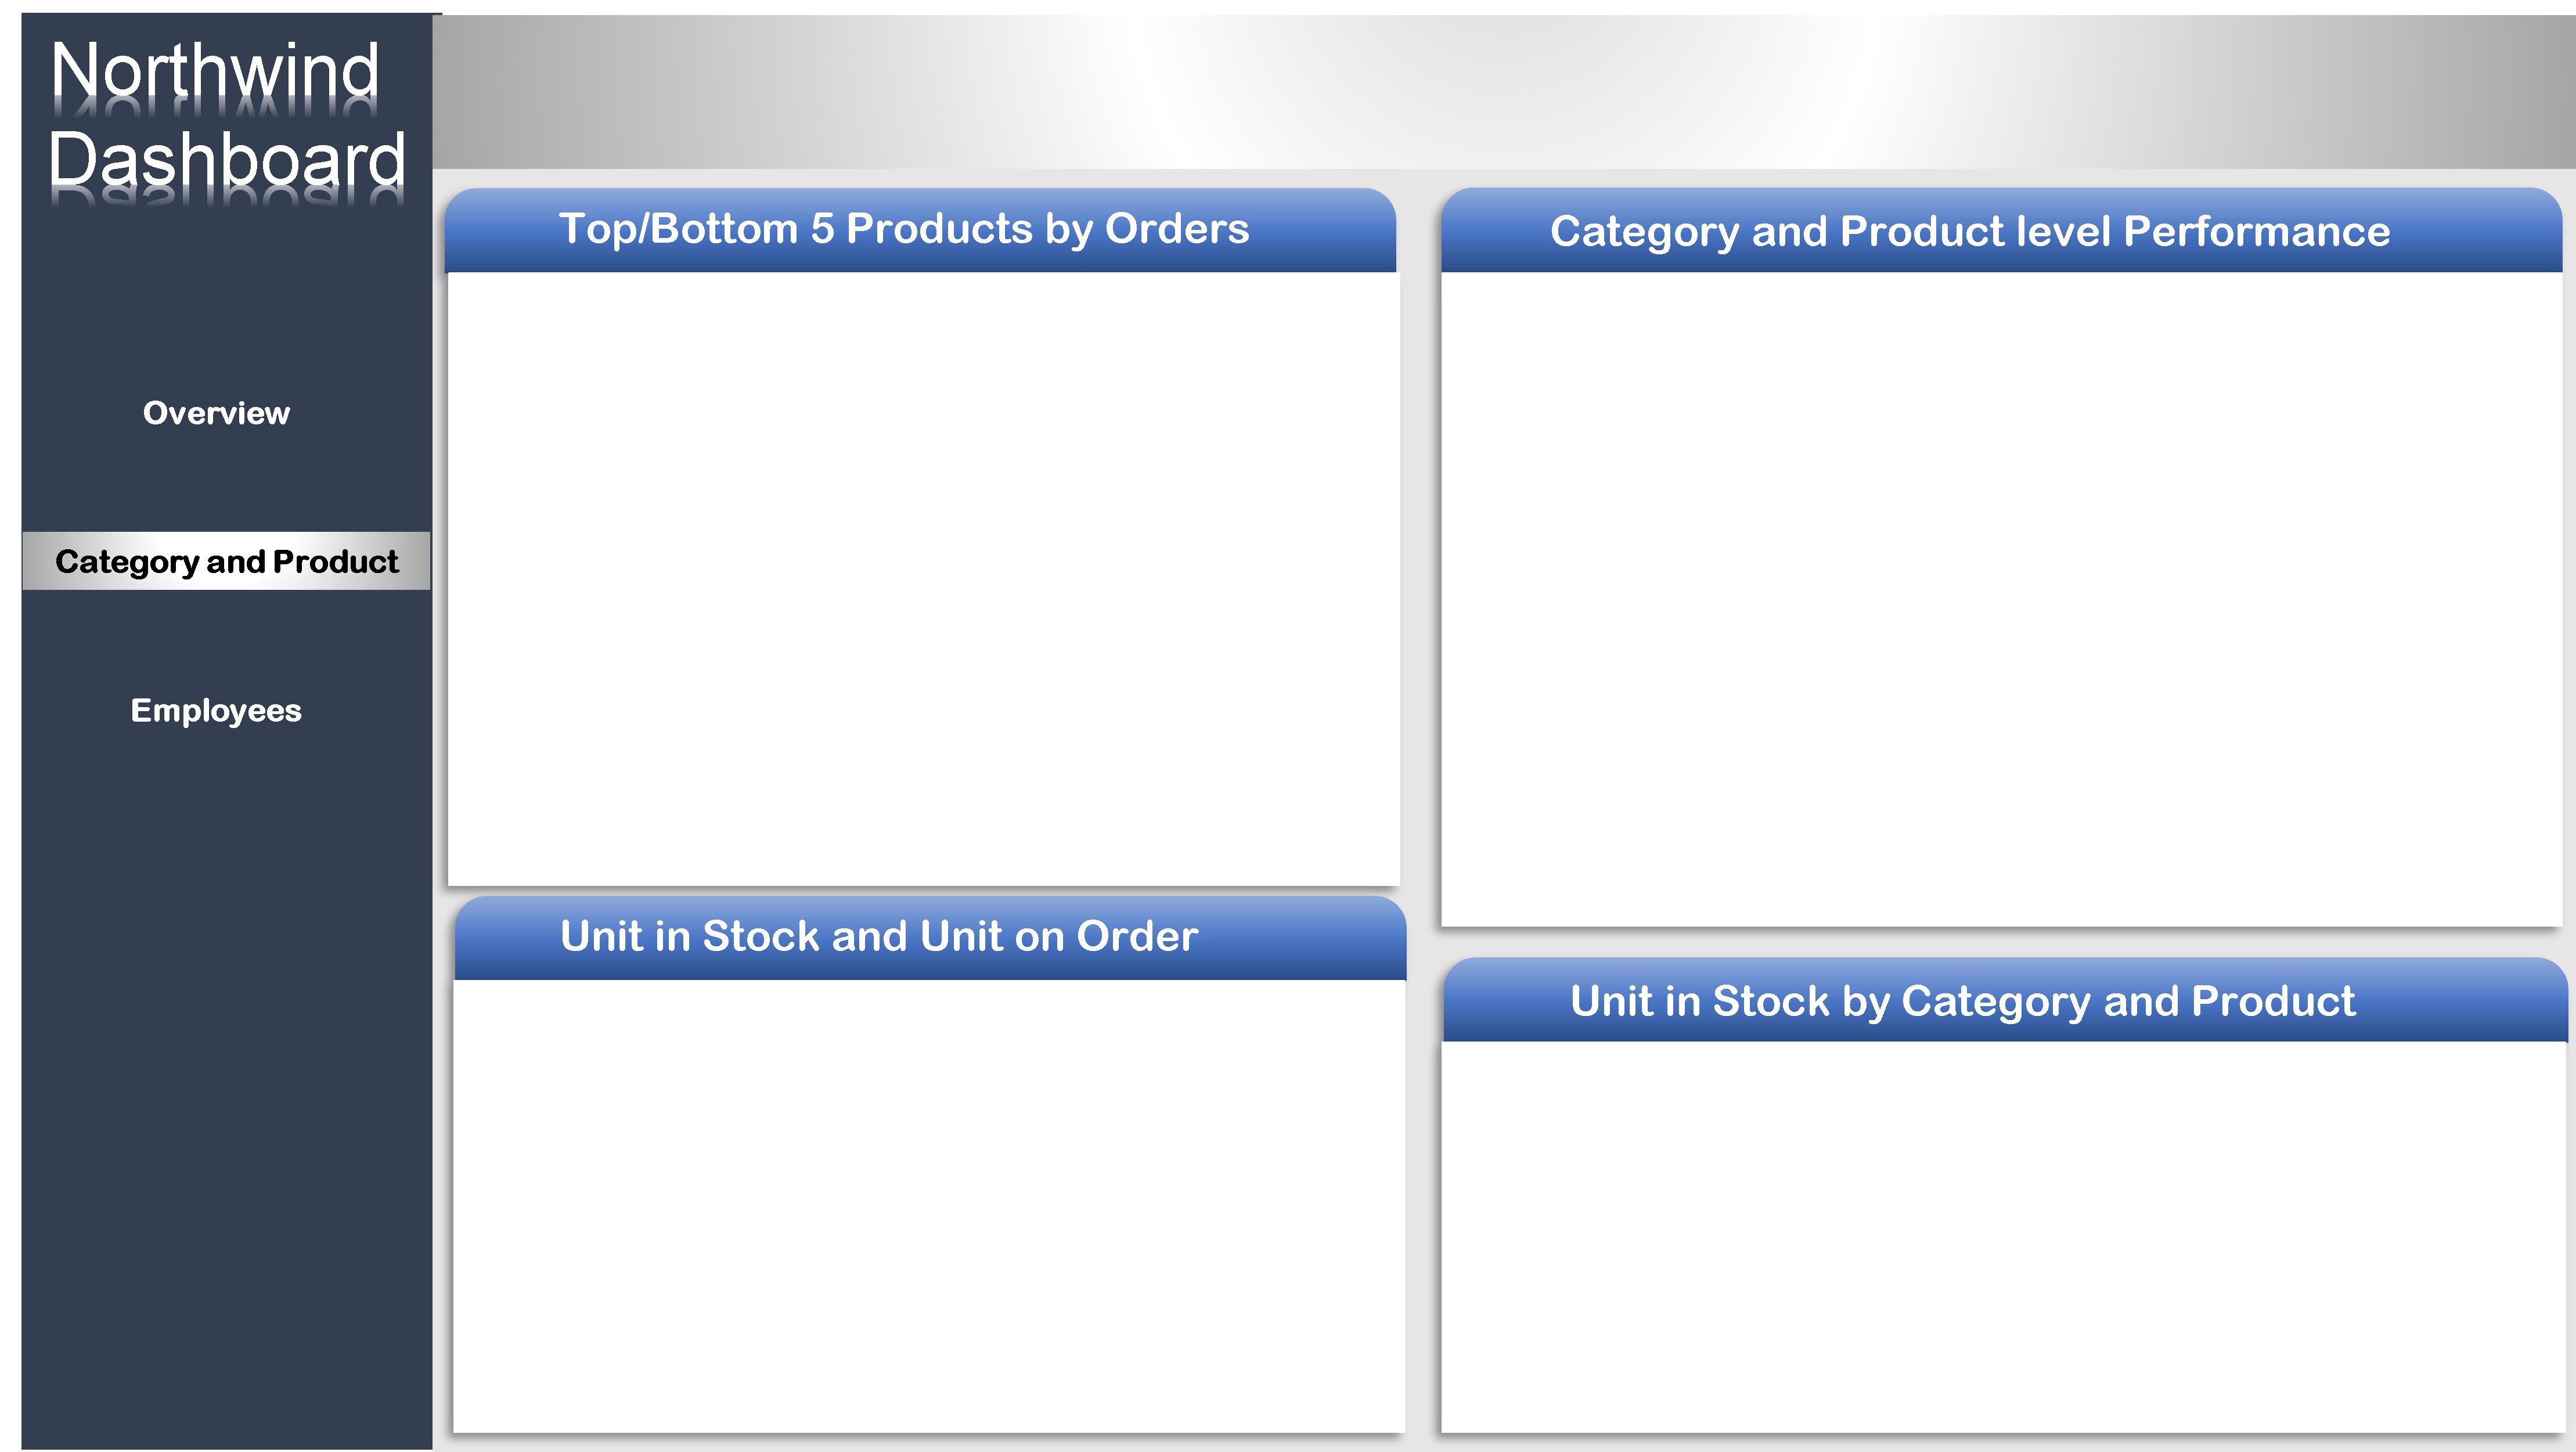 Northwind
Dashboard
Overview
Category and Product
Employees
Top/Bottom 5 Products by Orders
Category and Product level Performance
Unit in Stock and Unit on Order
Unit in Stock by Category and Product